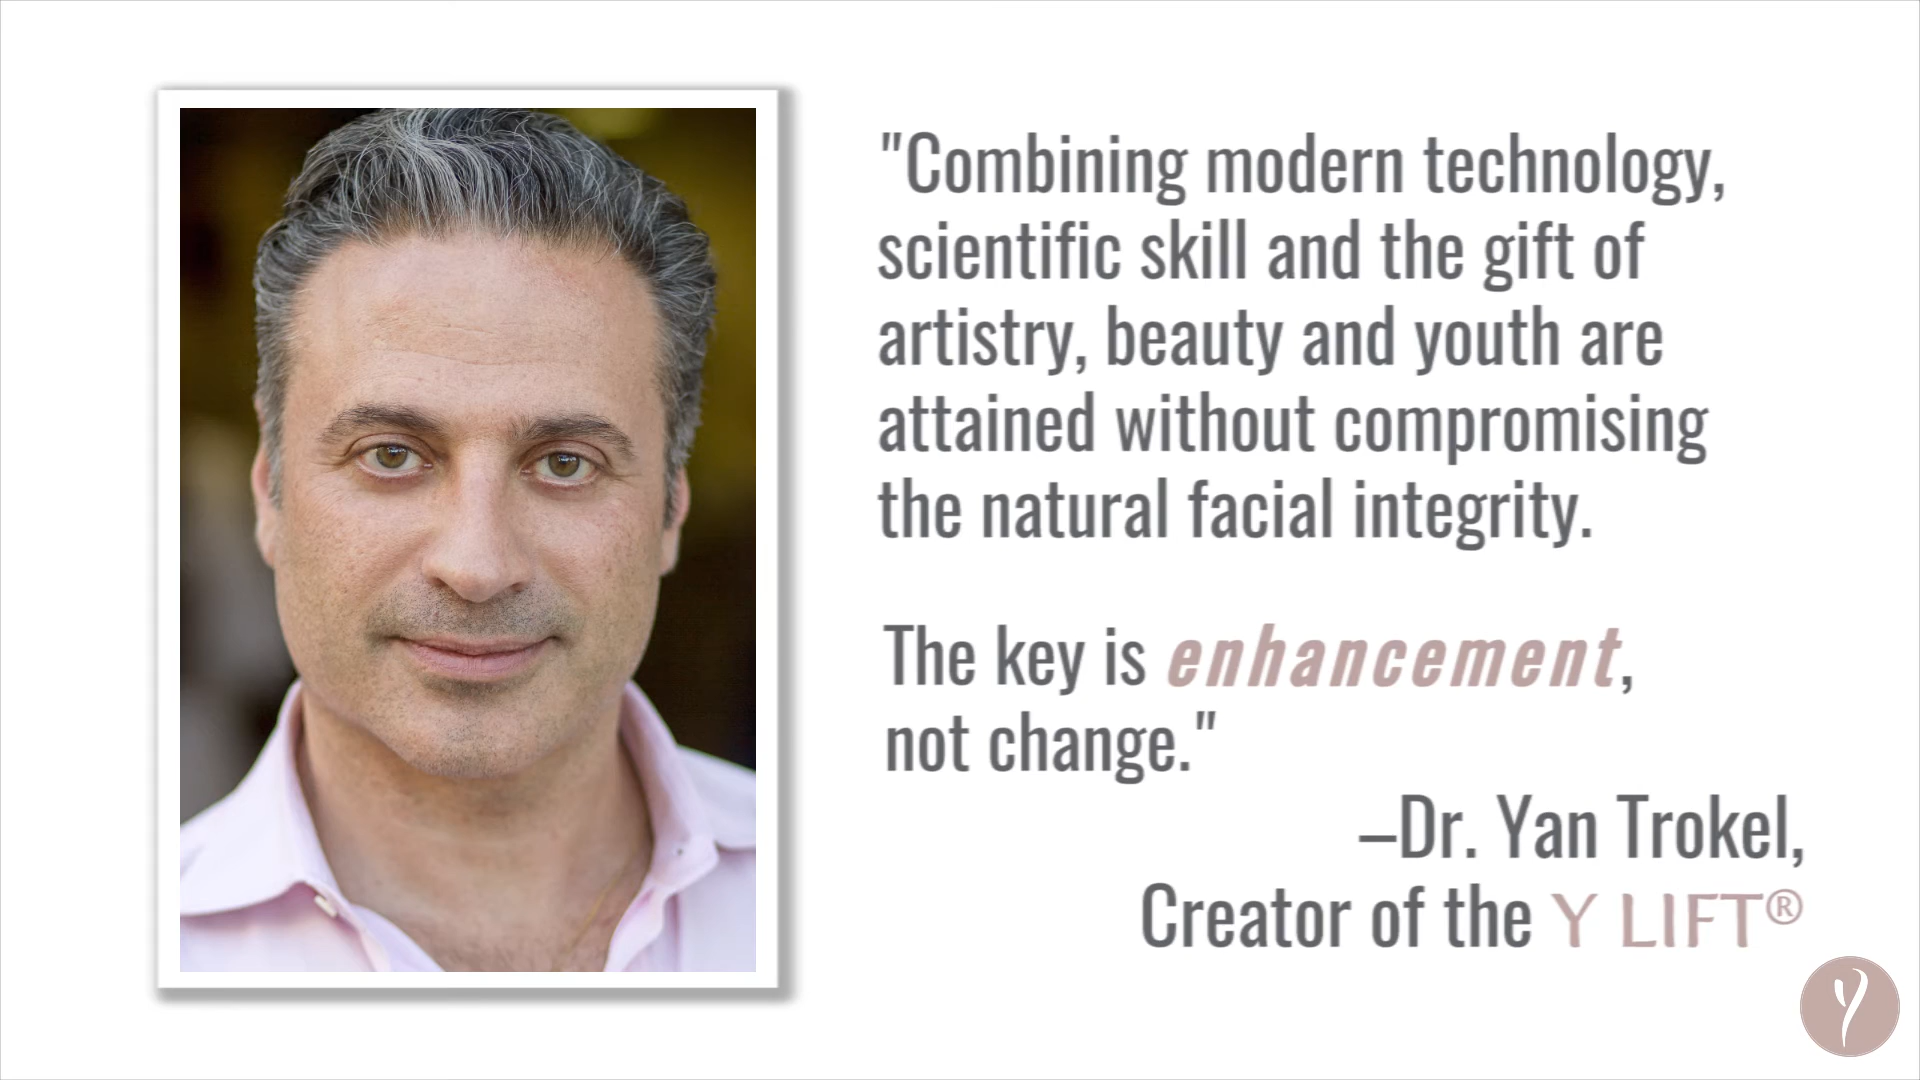 "Combining modern technology,
scientific skill and the gift of
artistry, beauty and youth are
attained without compromising
the natural facial integrity.
The key is enhancement,
not change."
–Dr. Yan Trokel,
Creator of the Y LIFT®